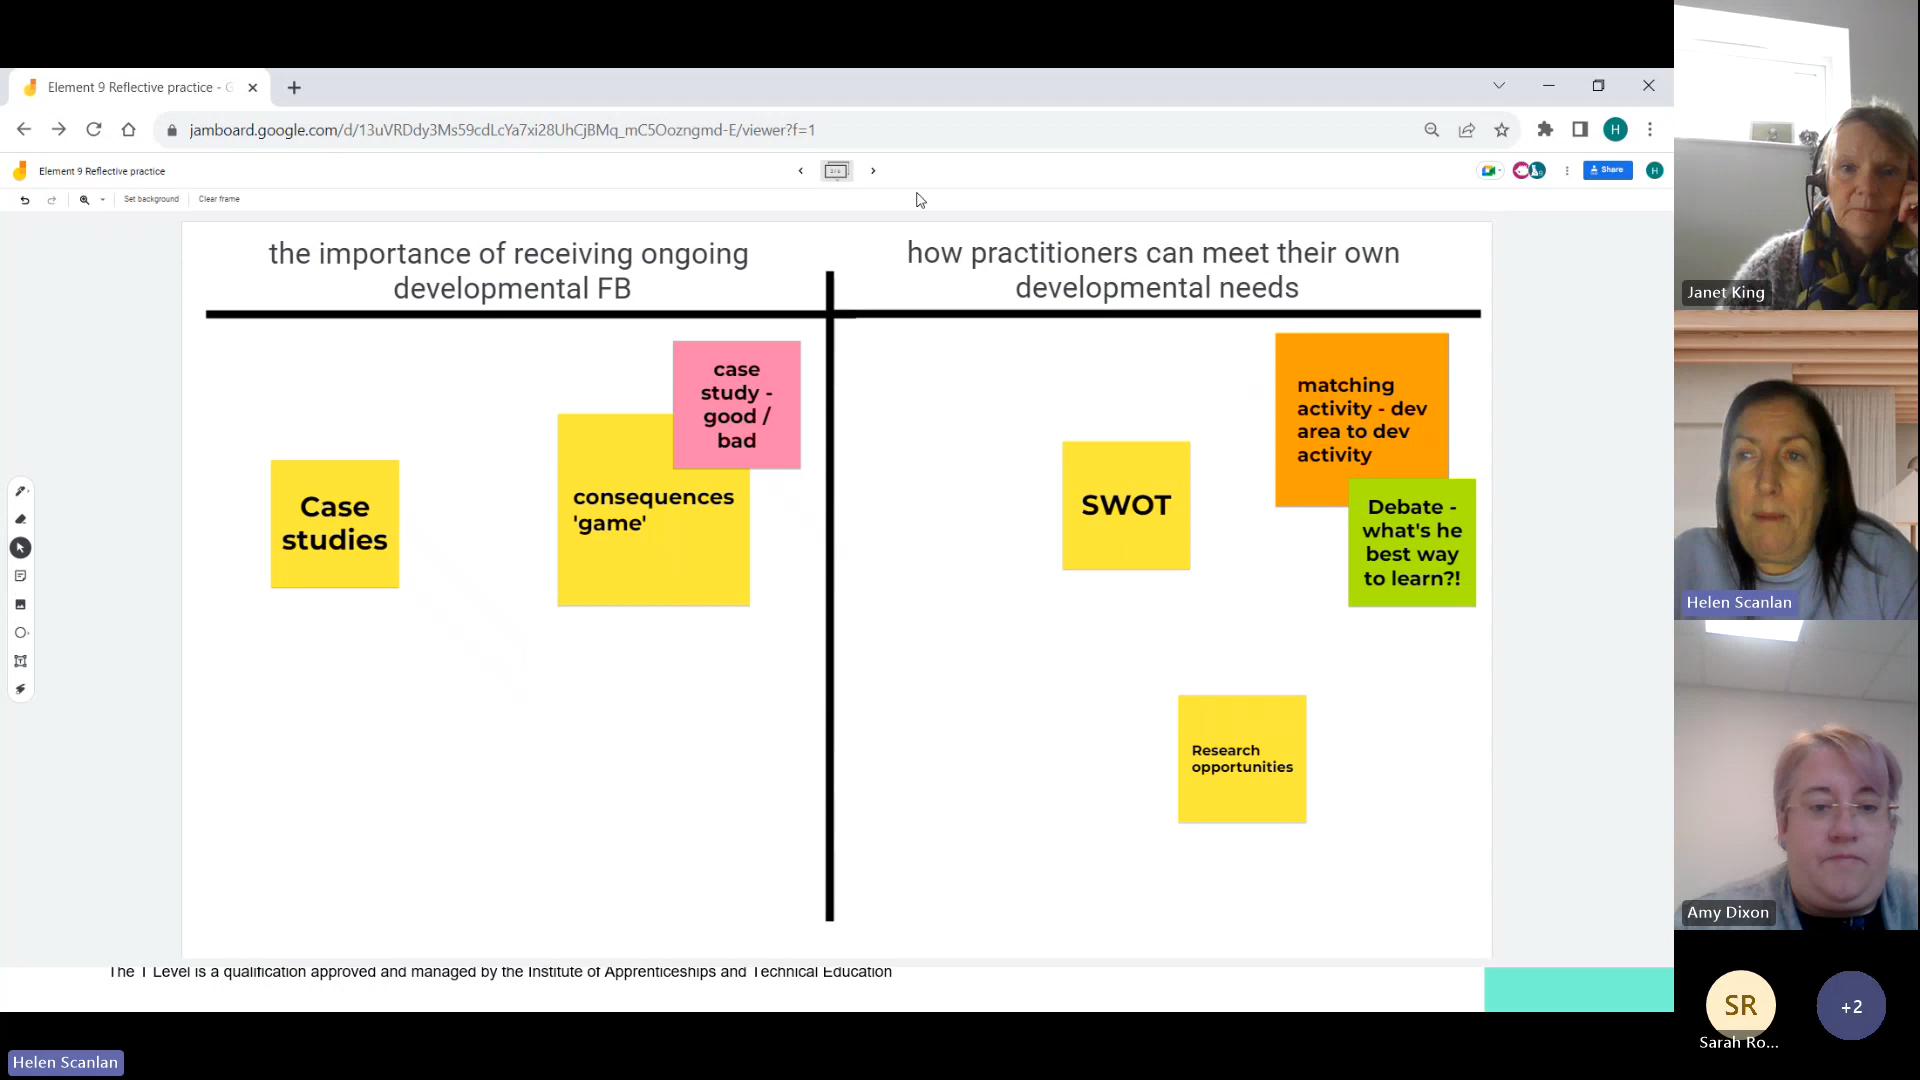 Element 9 Reflective practice - G
jamboard.google.com/d/13uVRDdy3Ms59cdLcYa7xi28UhCjBMq_mC5Oozngmd-E/viewer?f=1
H
Element 9 Reflective practice
Share
H
Set background
Clear frame
the importance of receiving ongoing
developmental FB
how practitioners can meet their own
developmental needs
case
study -
good /
bad
consequences
'game'
Case
studies
matching
activity - dev
area to dev
activity
SWOT
Debate -
what's he
best way
to learn?!
Research
opportunities
The T Level is a qualification approved and managed by the Institute of Apprenticeships and Technical Education
Janet King
Helen Scanlan
Amy Dixon
SR
Sarah Ro...
+2
Helen Scanlan